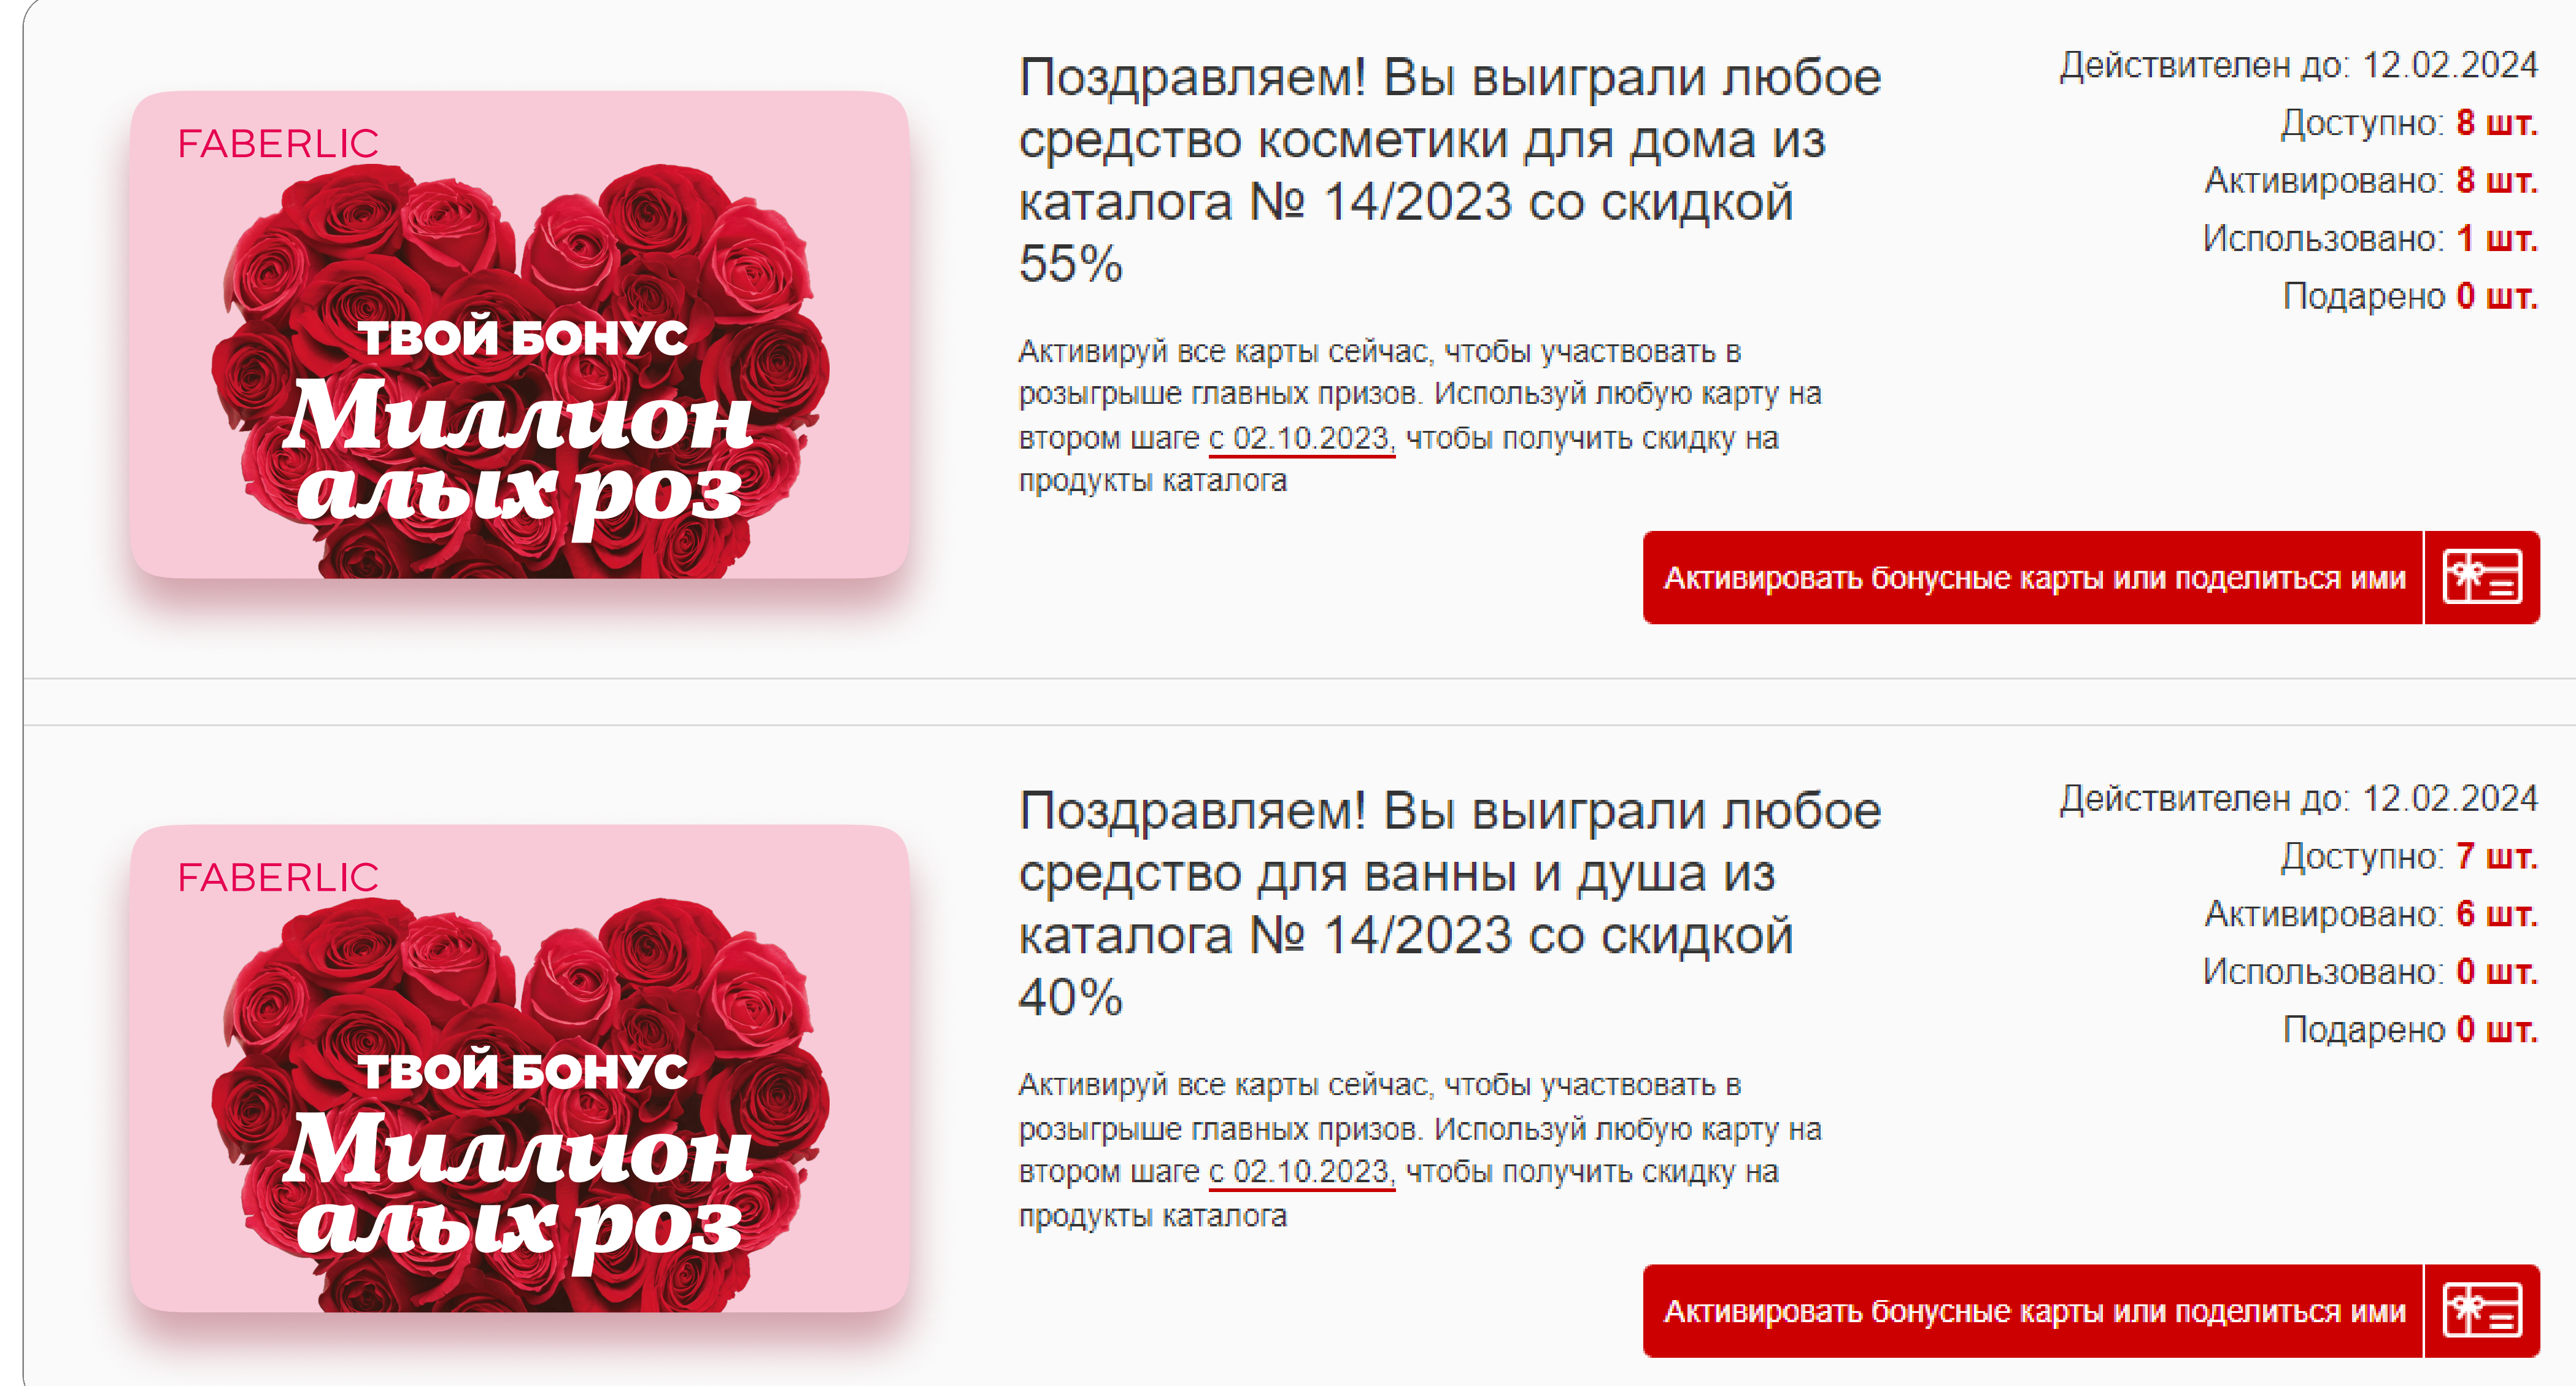 FABERLIC
ТВОЙ БОНУС
Миллион
алых роз
Поздравляем! Вы выиграли любое
средство косметики для дома из
каталога № 14/2023 со скидкой
55%
Активируй все карты сейчас, чтобы участвовать в
розыгрыше главных призов. Используй любую карту на
втором шаге с 02.10.2023, чтобы получить скидку на
продукты каталога
Действителен до: 12.02.2024
Доступно: 8 шт.
Активировано: 8 шт.
Использовано: 1 шт.
Подарено 0 шт.
Активировать бонусные карты или поделиться ими
FABERLIC
ТВОЙ БОНУС
Миллион
алых роз
Поздравляем! Вы выиграли любое
средство для ванны и душа из
каталога № 14/2023 со скидкой
40%
Активируй все карты сейчас, чтобы участвовать в
розыгрыше главных призов. Используй любую карту на
втором шаге с 02.10.2023, чтобы получить скидку на
продукты каталога
Действителен до: 12.02.2024
Доступно: 7 шт.
Активировано: 6 шт.
Использовано: 0 шт.
Подарено 0 шт.
Активировать бонусные карты или поделиться ими